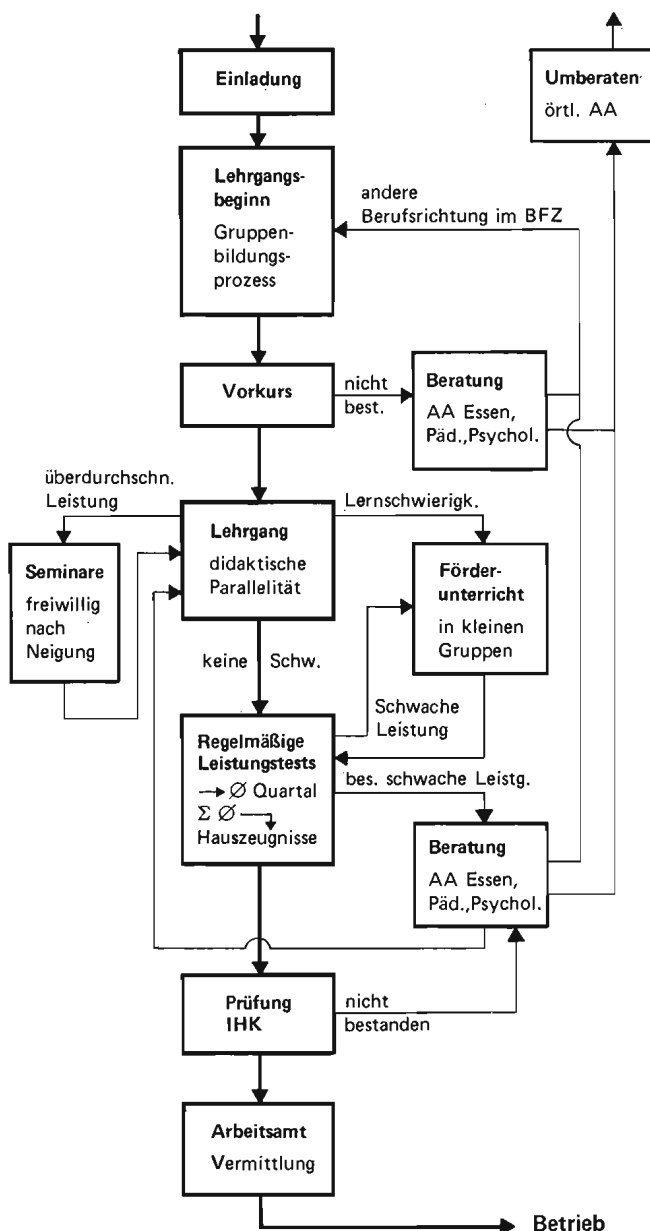 Einladung
Umberaten
örtl. AA
Lehrgangs-
beginn
Gruppen-
bildungs-
prozess
andere
Berufsrichtung im BFZ
Vorkurs
nicht
best.
Beratung
AA Essen,
Päd.,Psychol.
überdurchschn.
Leistung
Lehrgang
didaktische
Parallelität
Lernschwierigk.
Seminare
freiwillig
nach
Neigung
Förder-
unterricht
in kleinen
Gruppen
keine Schw.
Schwache
Leistung
Regelmäßige
Leistungstests
→ Ø Quartal
Σ Ø
Hauszeugnisse
bes. schwache Leistg.
Beratung
AA Essen,
Päd.,Psychol.
Prüfung
IHK
nicht
bestanden
Arbeitsamt
Vermittlung
Betrieb